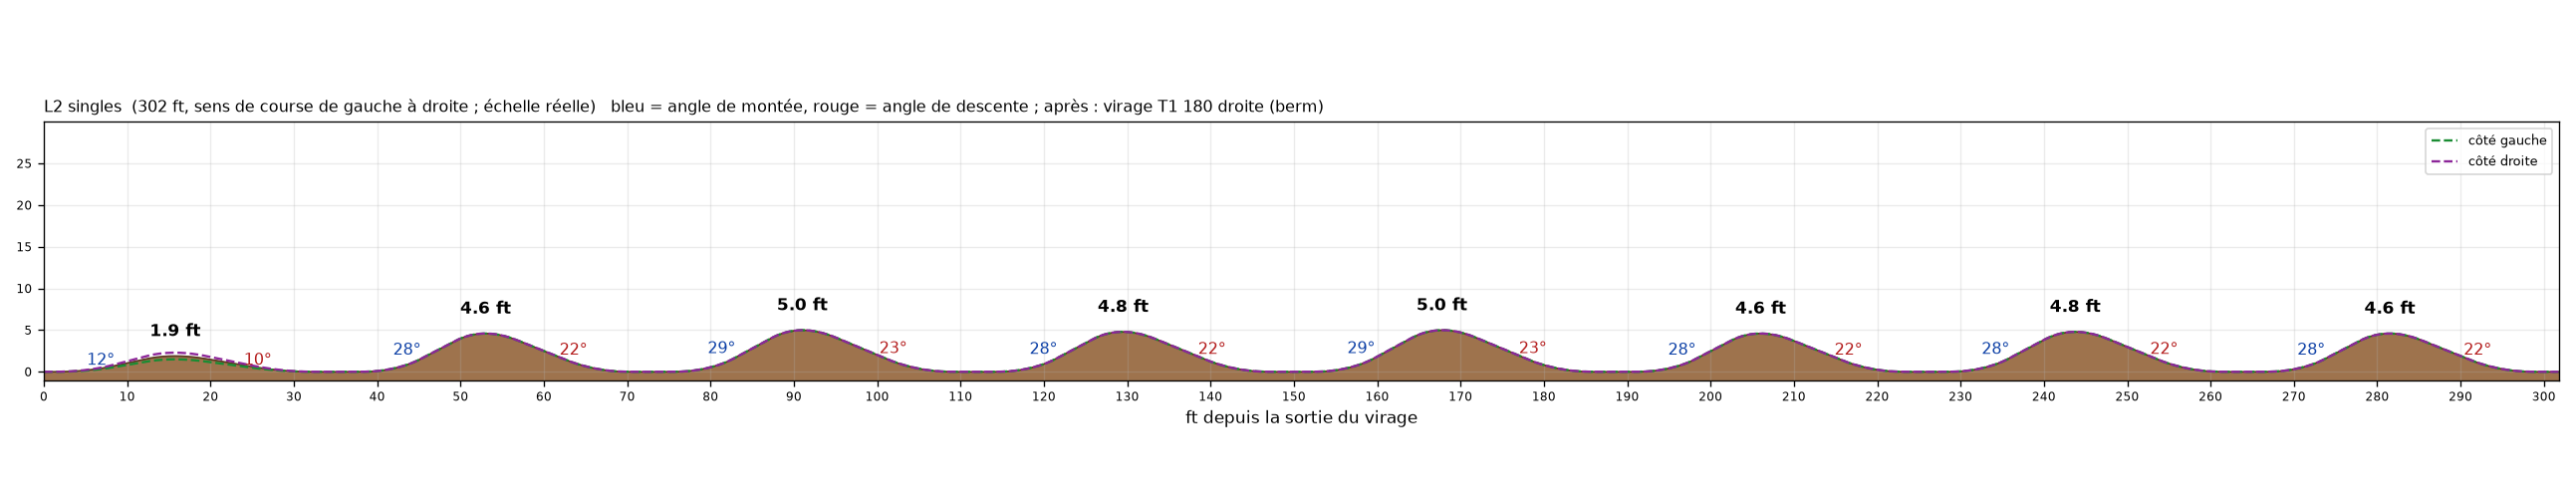 L2 singles  (302 ft, sens de course de gauche à droite ; échelle réelle)   bleu = angle de montée, rouge = angle de descente ; après : virage T1 180 droite (berm)
côté gauche
côté droite
25
20
15
10
5
0
1.9 ft
4.6 ft
5.0 ft
4.8 ft
5.0 ft
4.6 ft
4.8 ft
4.6 ft
12° 10° 28° 22° 29° 23° 28° 22° 29° 23° 28° 22° 28° 22° 28° 22°
0 10 20 30 40 50 60 70 80 90 100 110 120 130 140 150 160 170 180 190 200 210 220 230 240 250 260 270 280 290 300
ft depuis la sortie du virage